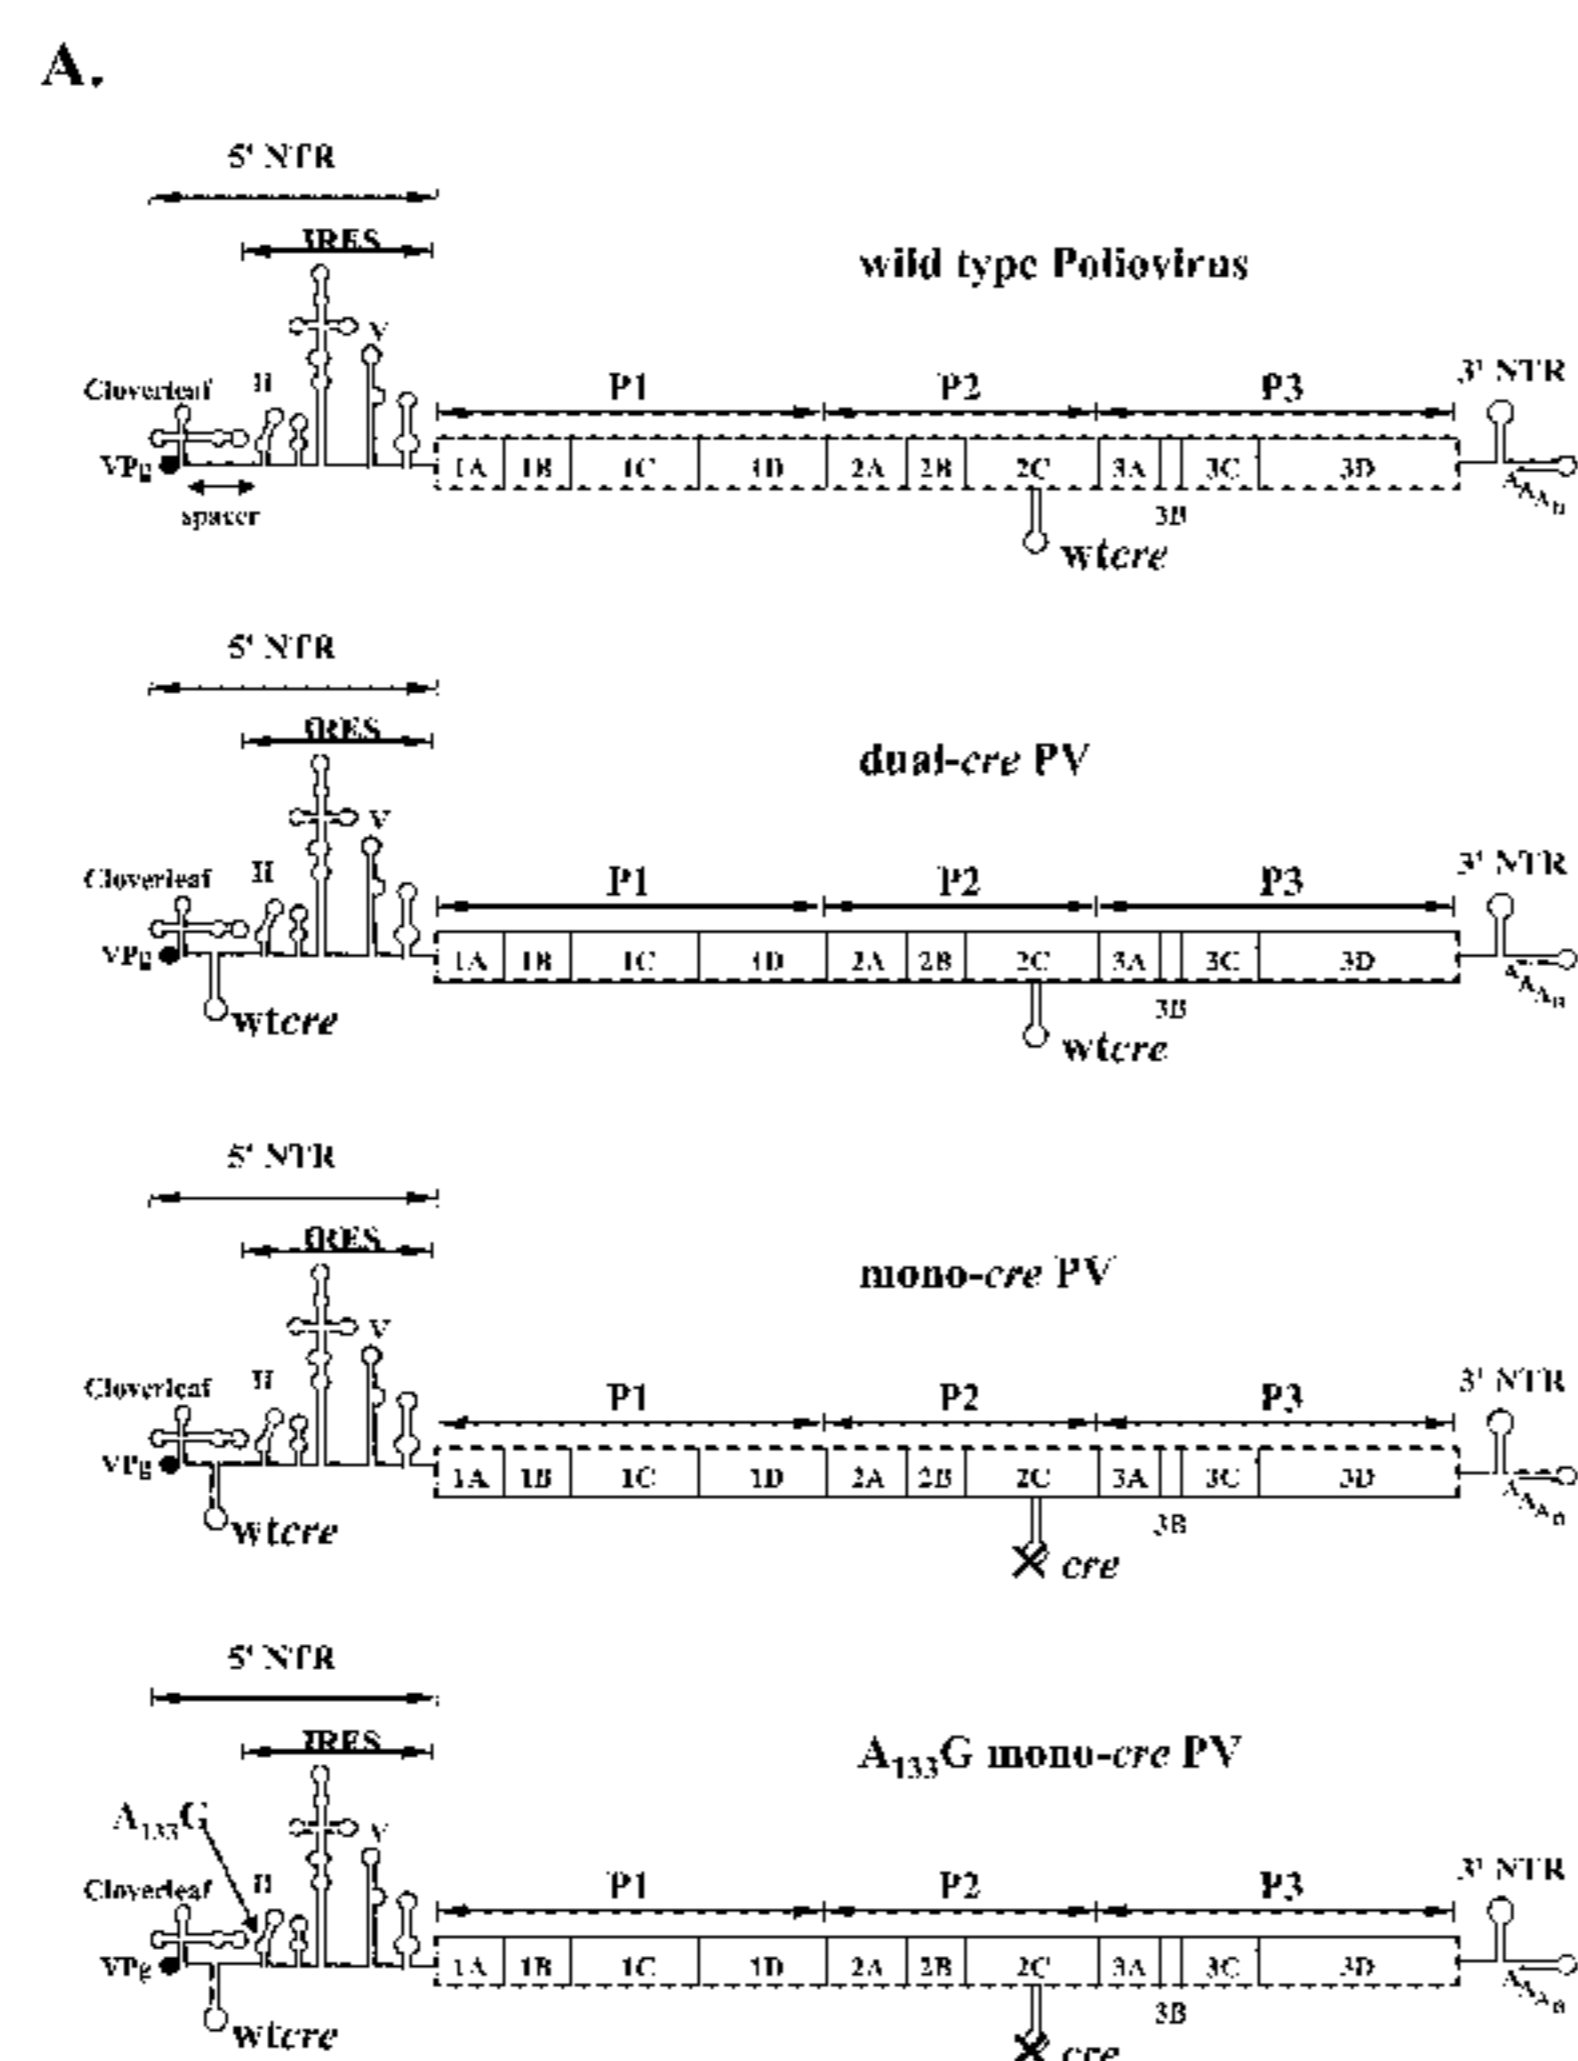 A.
5' NTR
IRES
wild type Poliovirus
V
Cloverleaf II P1 P2 P3 3' NTR
VPg 1A 1B 1C 1D 2A 2B 2C 3A 3C 3D AAAn
spacer 3B
wtcre
5' NTR
IRES
dual-cre PV
V
Cloverleaf II P1 P2 P3 3' NTR
VPg 1A 1B 1C 1D 2A 2B 2C 3A 3C 3D AAAn
3B
wtcre wtcre
5' NTR
IRES
mono-cre PV
V
Cloverleaf II P1 P2 P3 3' NTR
VPg 1A 1B 1C 1D 2A 2B 2C 3A 3C 3D AAAn
3B
wtcre cre
5' NTR
IRES
A133G mono-cre PV
A133G V
Cloverleaf II P1 P2 P3 3' NTR
VPg 1A 1B 1C 1D 2A 2B 2C 3A 3C 3D AAAn
3B
wtcre cre